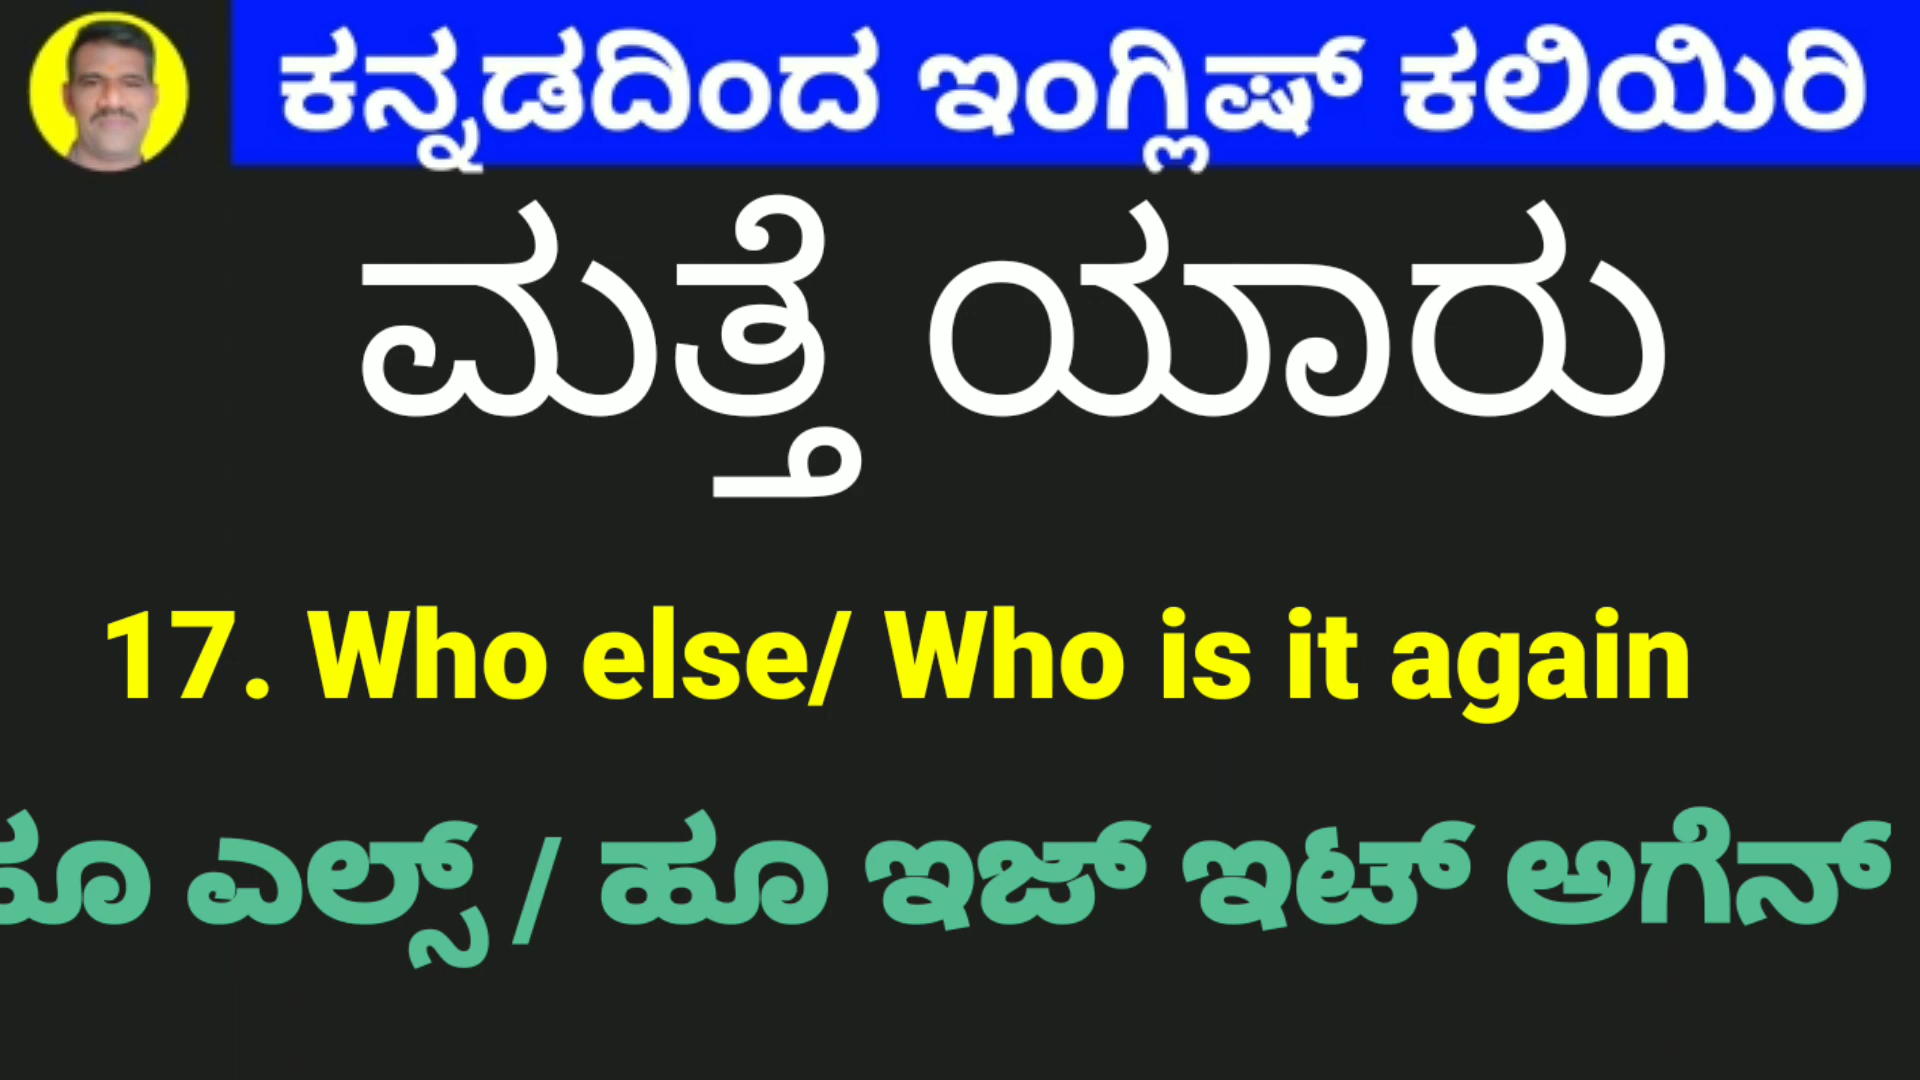 ಕನ್ನಡದಿಂದ ಇಂಗ್ಲಿಷ್ ಕಲಿಯಿರಿ
ಮತ್ತೆ ಯಾರು
17. Who else/ Who is it again
ಹೂ ಎಲ್ಸ್ / ಹೂ ಇಜ್ ಇಟ್ ಅಗೆನ್